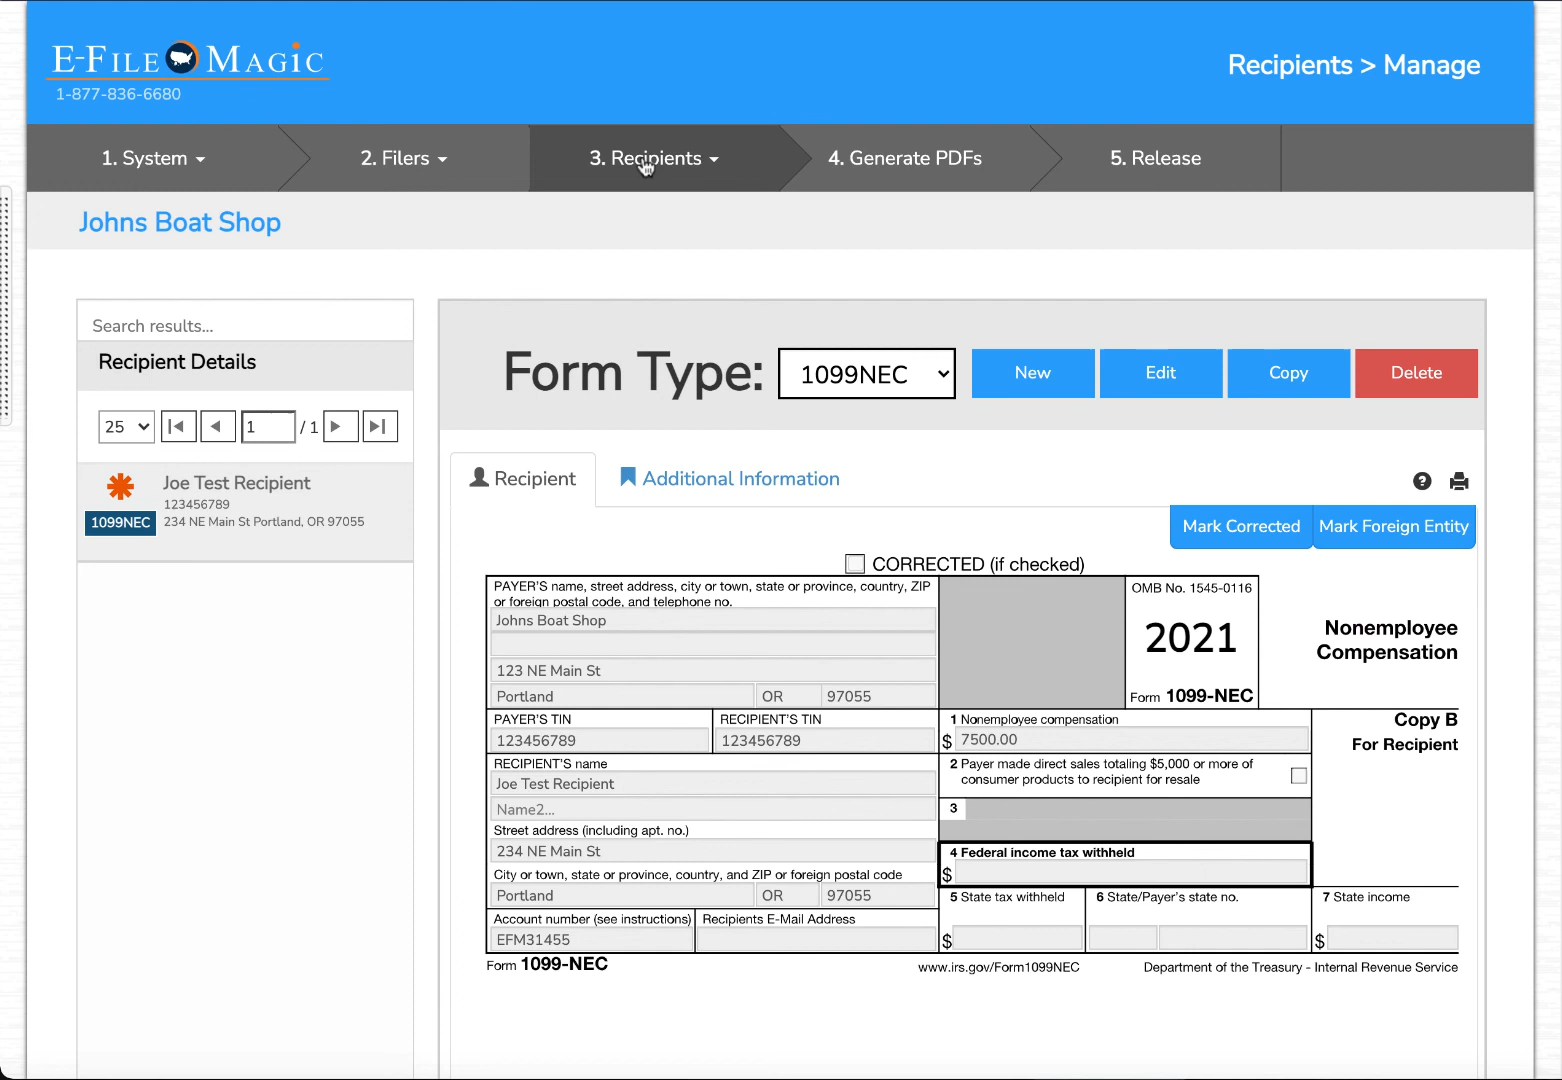 E-FILE MAGIC
1-877-836-6680
Recipients > Manage
1. System
2. Filers
3. Recipients
4. Generate PDFs
5. Release
Johns Boat Shop
Search results...
Recipient Details
25
1
/ 1
Joe Test Recipient
123456789
1099NEC
234 NE Main St Portland, OR 97055
Form Type:
1099NEC
New
Edit
Copy
Delete
Recipient
Additional Information
?
Mark Corrected
Mark Foreign Entity
CORRECTED (if checked)
PAYER'S name, street address, city or town, state or province, country, ZIP
or foreign postal code, and telephone no.
Johns Boat Shop
123 NE Main St
Portland
OR
97055
OMB No. 1545-0116
2021
Form 1099-NEC
Nonemployee
Compensation
PAYER'S TIN
123456789
RECIPIENT'S TIN
123456789
1 Nonemployee compensation
$ 7500.00
Copy B
For Recipient
RECIPIENT'S name
Joe Test Recipient
Name2...
2 Payer made direct sales totaling $5,000 or more of
consumer products to recipient for resale
3
Street address (including apt. no.)
234 NE Main St
4 Federal income tax withheld
$
City or town, state or province, country, and ZIP or foreign postal code
Portland
OR
97055
5 State tax withheld
$
6 State/Payer's state no.
7 State income
$
Account number (see instructions)
EFM31455
Recipients E-Mail Address
Form 1099-NEC
www.irs.gov/Form1099NEC
Department of the Treasury - Internal Revenue Service